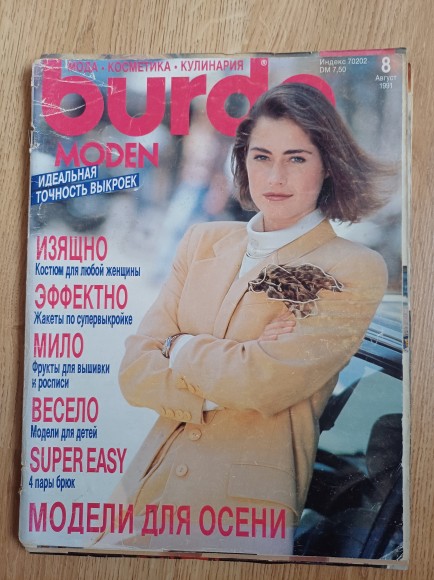 МОДА • КОСМЕТИКА • КУЛИНАРИЯ
Индекс 70202
DM 7,50
8
Август
1991
burda®
MODEN
ИДЕАЛЬНАЯ
ТОЧНОСТЬ ВЫКРОЕК
ИЗЯЩНО
Костюм для любой женщины
ЭФФЕКТНО
Жакеты по супервыкройке
МИЛО
Фрукты для вышивки
и росписи
ВЕСЕЛО
Модели для детей
SUPER EASY
4 пары брюк
МОДЕЛИ ДЛЯ ОСЕНИ